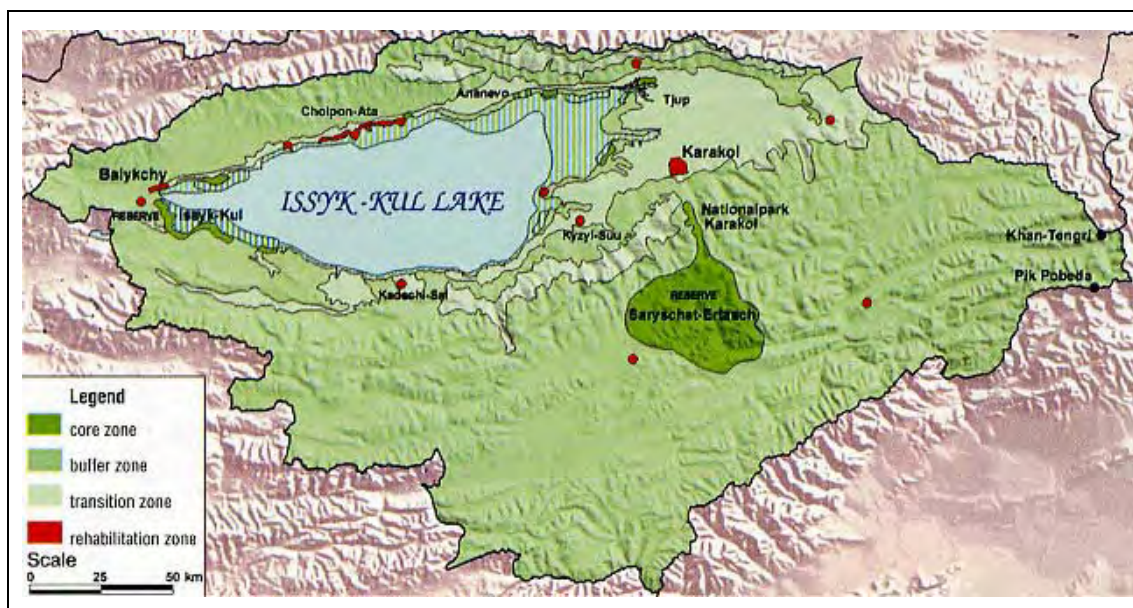 Ananevo
Tjup
Cholpon-Ata
Karakol
Balykchy
ISSYK-KUL LAKE
RESERVE Issyk-Kul
Nationalpark
Karakol
Kyzyl-Suu
Khan-Tengri
Pik Pobeda
Kadschi-Sai
RESERVE
Saryschat-Ertasch
Legend
core zone
buffer zone
transition zone
rehabilitation zone
Scale
0 25 50 km